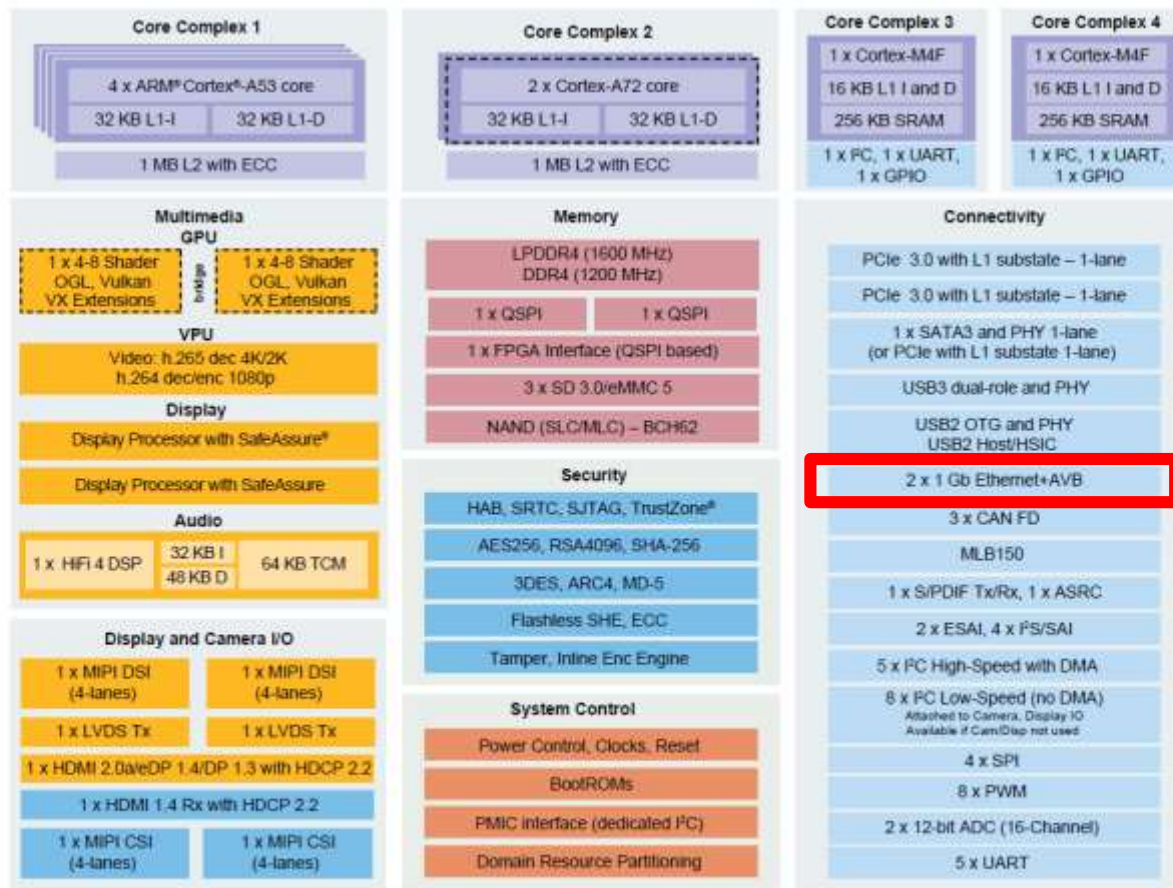 Core Complex 1
4 x ARM® Cortex®-A53 core
32 KB L1-I
32 KB L1-D
1 MB L2 with ECC
Core Complex 2
2 x Cortex-A72 core
32 KB L1-I
32 KB L1-D
1 MB L2 with ECC
Core Complex 3
1 x Cortex-M4F
16 KB L1 I and D
256 KB SRAM
1 x I²C, 1 x UART,
1 x GPIO
Core Complex 4
1 x Cortex-M4F
16 KB L1 I and D
256 KB SRAM
1 x I²C, 1 x UART,
1 x GPIO
Multimedia
GPU
1 x 4-8 Shader
OGL, Vulkan
VX Extensions
bridge
1 x 4-8 Shader
OGL, Vulkan
VX Extensions
VPU
Video: h.265 dec 4K/2K
h.264 dec/enc 1080p
Display
Display Processor with SafeAssure®
Display Processor with SafeAssure
Audio
1 x HiFi 4 DSP
32 KB I
48 KB D
64 KB TCM
Display and Camera I/O
1 x MIPI DSI
(4-lanes)
1 x MIPI DSI
(4-lanes)
1 x LVDS Tx
1 x LVDS Tx
1 x HDMI 2.0a/eDP 1.4/DP 1.3 with HDCP 2.2
1 x HDMI 1.4 Rx with HDCP 2.2
1 x MIPI CSI
(4-lanes)
1 x MIPI CSI
(4-lanes)
Memory
LPDDR4 (1600 MHz)
DDR4 (1200 MHz)
1 x QSPI
1 x QSPI
1 x FPGA Interface (QSPI based)
3 x SD 3.0/eMMC 5
NAND (SLC/MLC) – BCH62
Security
HAB, SRTC, SJTAG, TrustZone®
AES256, RSA4096, SHA-256
3DES, ARC4, MD-5
Flashless SHE, ECC
Tamper, Inline Enc Engine
System Control
Power Control, Clocks, Reset
BootROMs
PMIC interface (dedicated I²C)
Domain Resource Partitioning
Connectivity
PCIe 3.0 with L1 substate – 1-lane
PCIe 3.0 with L1 substate – 1-lane
1 x SATA3 and PHY 1-lane
(or PCIe with L1 substate 1-lane)
USB3 dual-role and PHY
USB2 OTG and PHY
USB2 Host/HSIC
2 x 1 Gb Ethernet+AVB
3 x CAN FD
MLB150
1 x S/PDIF Tx/Rx, 1 x ASRC
2 x ESAI, 4 x I²S/SAI
5 x I²C High-Speed with DMA
8 x I²C Low-Speed (no DMA)
Attached to Camera, Display IO
Available if Cam/Disp not used
4 x SPI
8 x PWM
2 x 12-bit ADC (16-Channel)
5 x UART